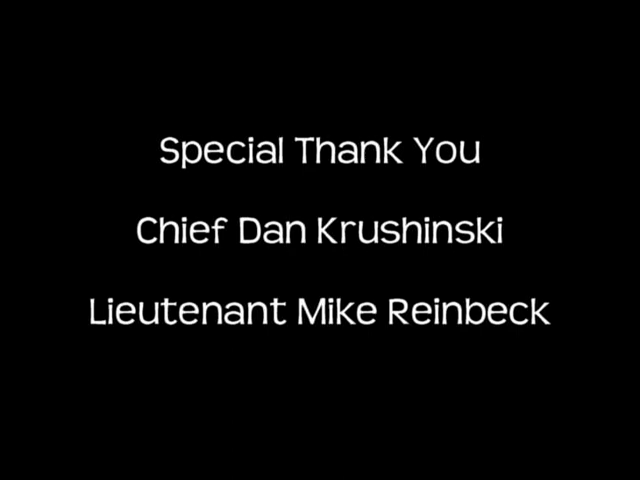 Special Thank You
Chief Dan Krushinski
Lieutenant Mike Reinbeck